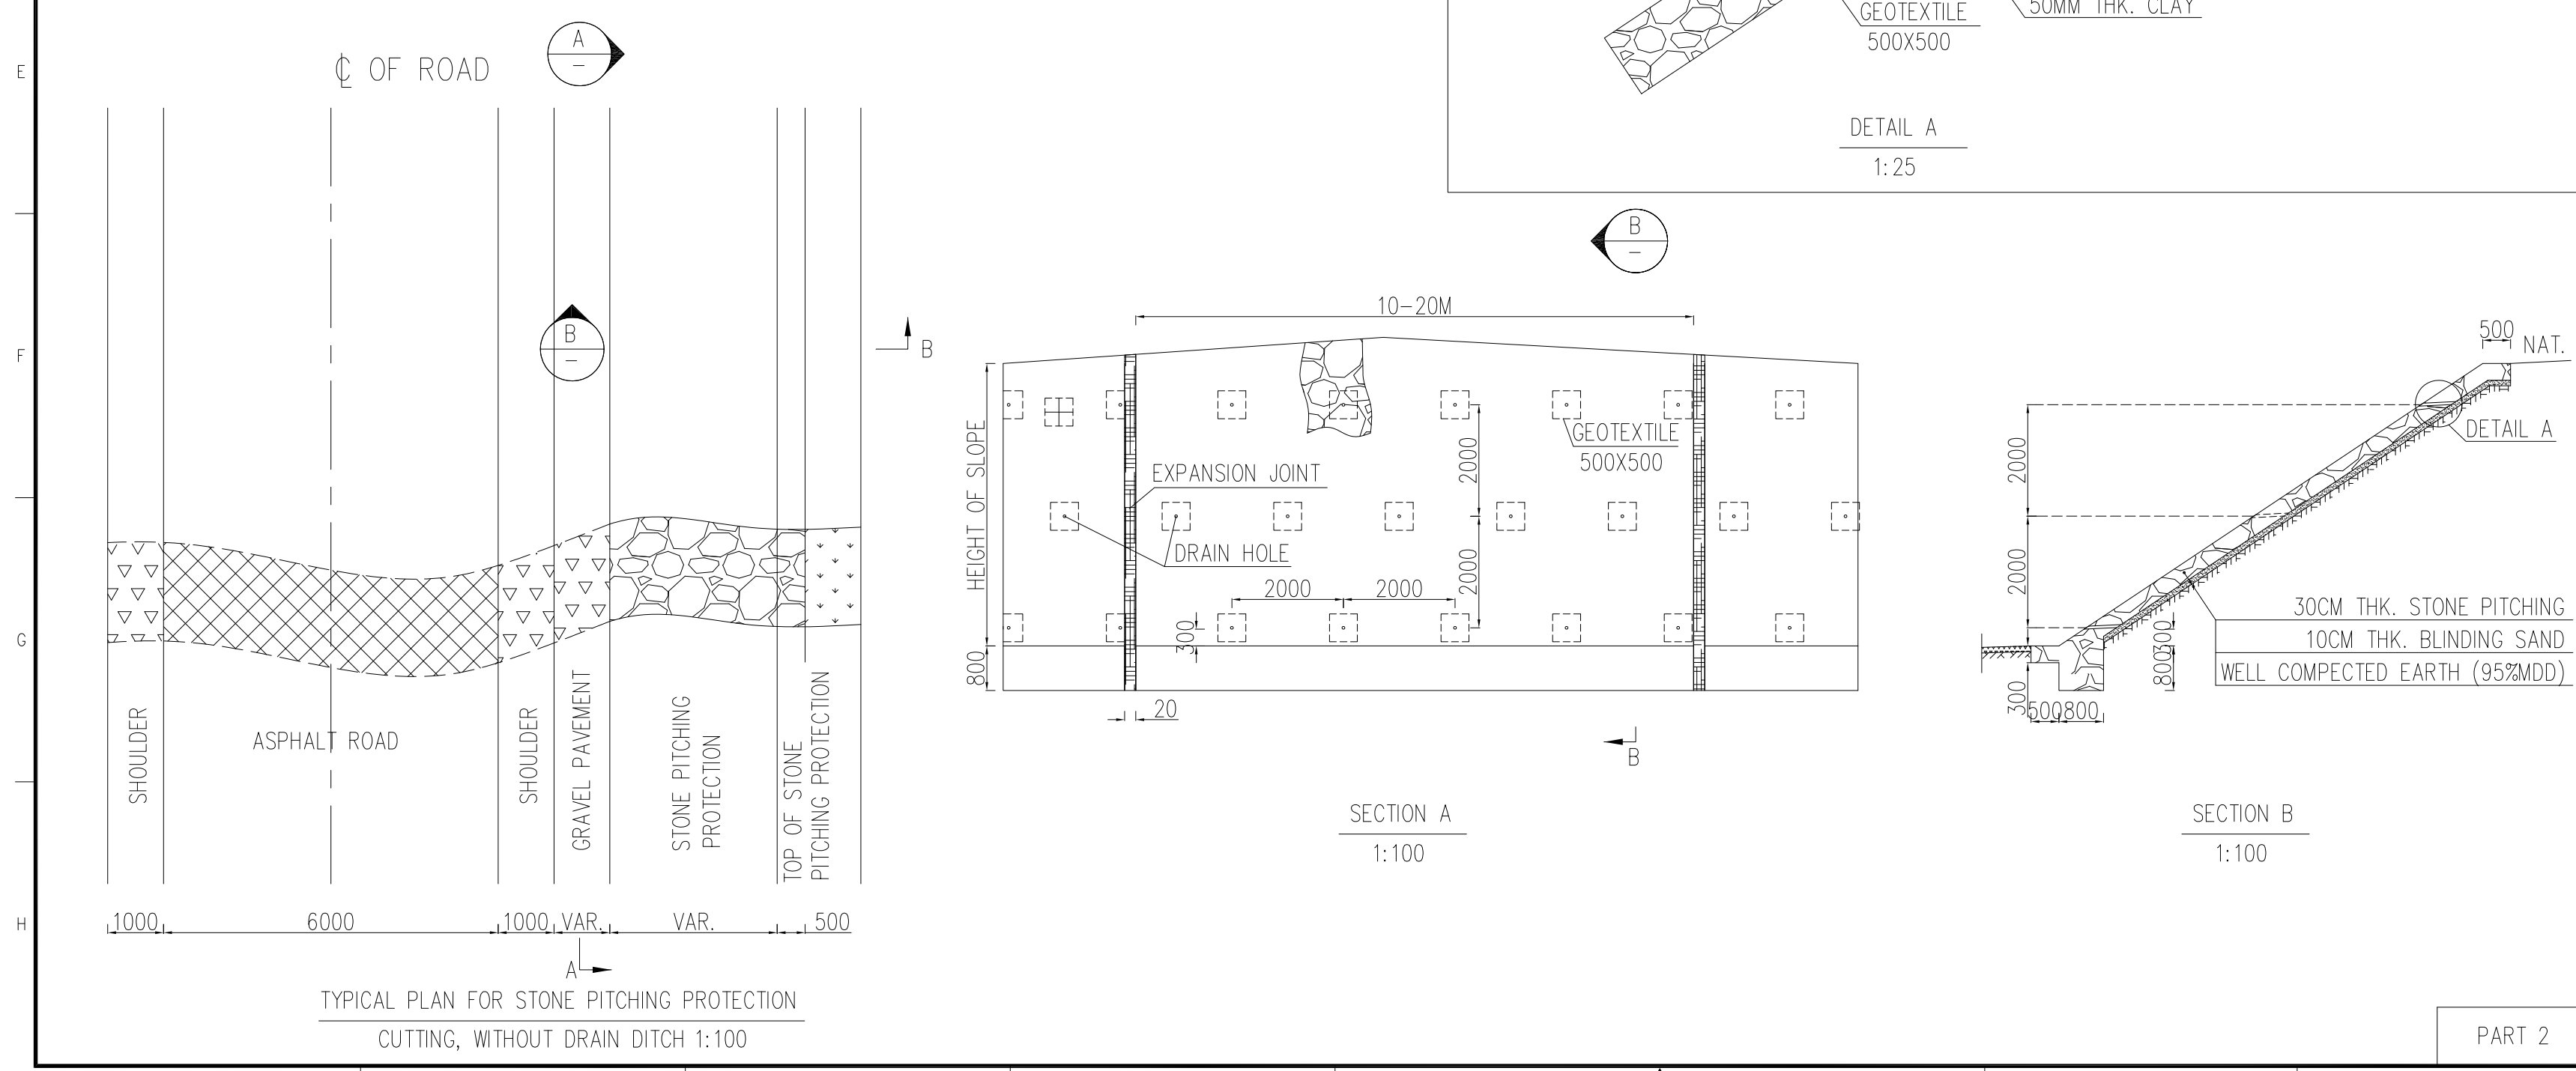 E
F
G
H
℄ OF ROAD
A
–
B
–
B
SHOULDER
ASPHALT ROAD
SHOULDER
GRAVEL PAVEMENT
STONE PITCHING
PROTECTION
TOP OF STONE
PITCHING PROTECTION
1000
6000
1000
VAR.
VAR.
500
A
TYPICAL PLAN FOR STONE PITCHING PROTECTION
CUTTING, WITHOUT DRAIN DITCH 1:100
GEOTEXTILE
500X500
50MM THK. CLAY
DETAIL A
1:25
B
–
10-20M
HEIGHT OF SLOPE
800
EXPANSION JOINT
DRAIN HOLE
GEOTEXTILE
500X500
2000
2000
2000
2000
300
20
B
SECTION A
1:100
500
NAT.
DETAIL A
2000
2000
30CM THK. STONE PITCHING
10CM THK. BLINDING SAND
WELL COMPECTED EARTH (95%MDD)
300
800
300
500
800
SECTION B
1:100
PART 2